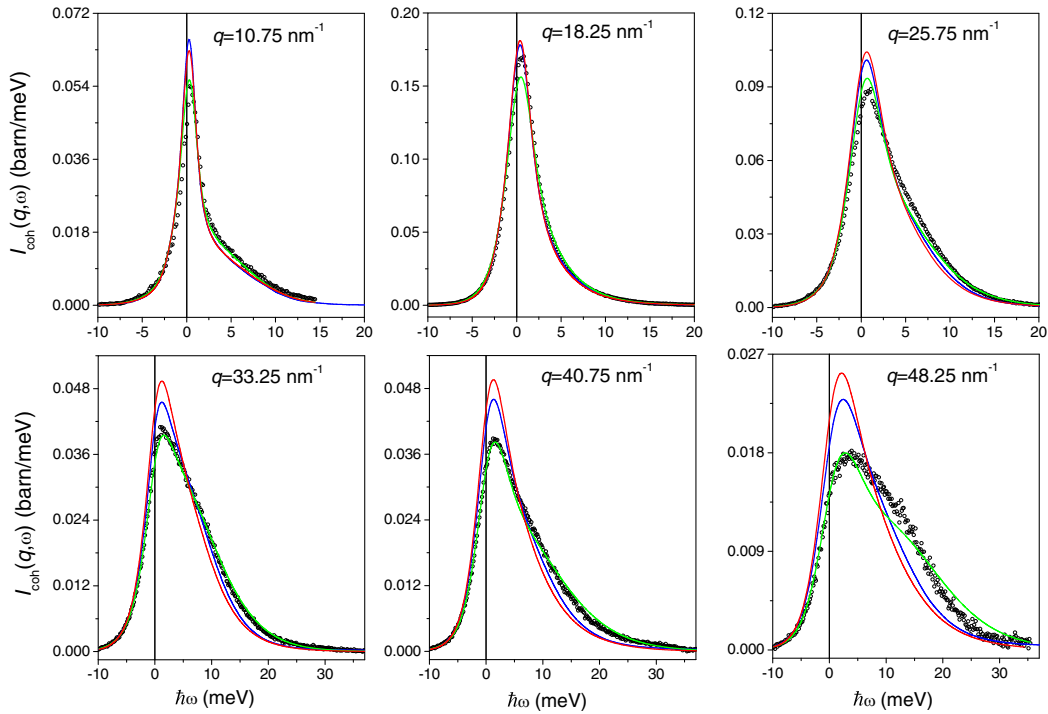 q=10.75 nm⁻¹
I_coh(q,ω) (barn/meV)
0.072
0.054
0.036
0.018
0.000
-10 -5 0 5 10 15 20
q=18.25 nm⁻¹
0.20
0.15
0.10
0.05
0.00
-10 -5 0 5 10 15 20
q=25.75 nm⁻¹
0.12
0.09
0.06
0.03
0.00
-10 -5 0 5 10 15 20
q=33.25 nm⁻¹
I_coh(q,ω) (barn/meV)
0.048
0.036
0.024
0.012
0.000
-10 0 10 20 30
ħω (meV)
q=40.75 nm⁻¹
0.048
0.036
0.024
0.012
0.000
-10 0 10 20 30
ħω (meV)
q=48.25 nm⁻¹
0.027
0.018
0.009
0.000
-10 0 10 20 30
ħω (meV)